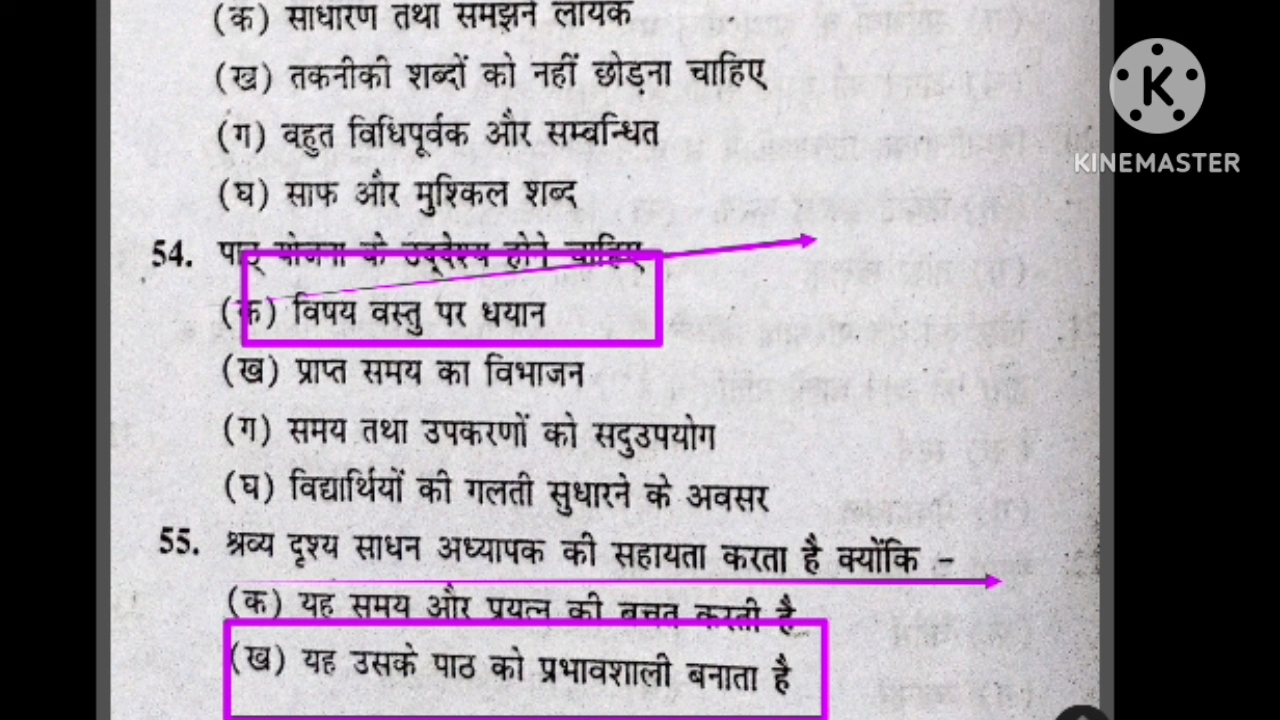 (क) साधारण तथा समझने लायक
(ख) तकनीकी शब्दों को नहीं छोड़ना चाहिए
(ग) वहुत विधिपूर्वक और सम्वन्धित
(घ) साफ और मुश्किल शब्द
54. पाठ् योजना के उद्देश्य होने चाहिए
(क) विपय वस्तु पर धयान
(ख) प्राप्त समय का विभाजन
(ग) समय तथा उपकरणों को सदुउपयोग
(घ) विद्यार्थियों की गलती सुधारने के अवसर
55. श्रव्य दृश्य साधन अध्यापक की सहायता करता है क्योंकि –
(क) यह समय और प्रयत्न की बचत करती है
(ख) यह उसके पाठ को प्रभावशाली बनाता है
K
KINEMASTER